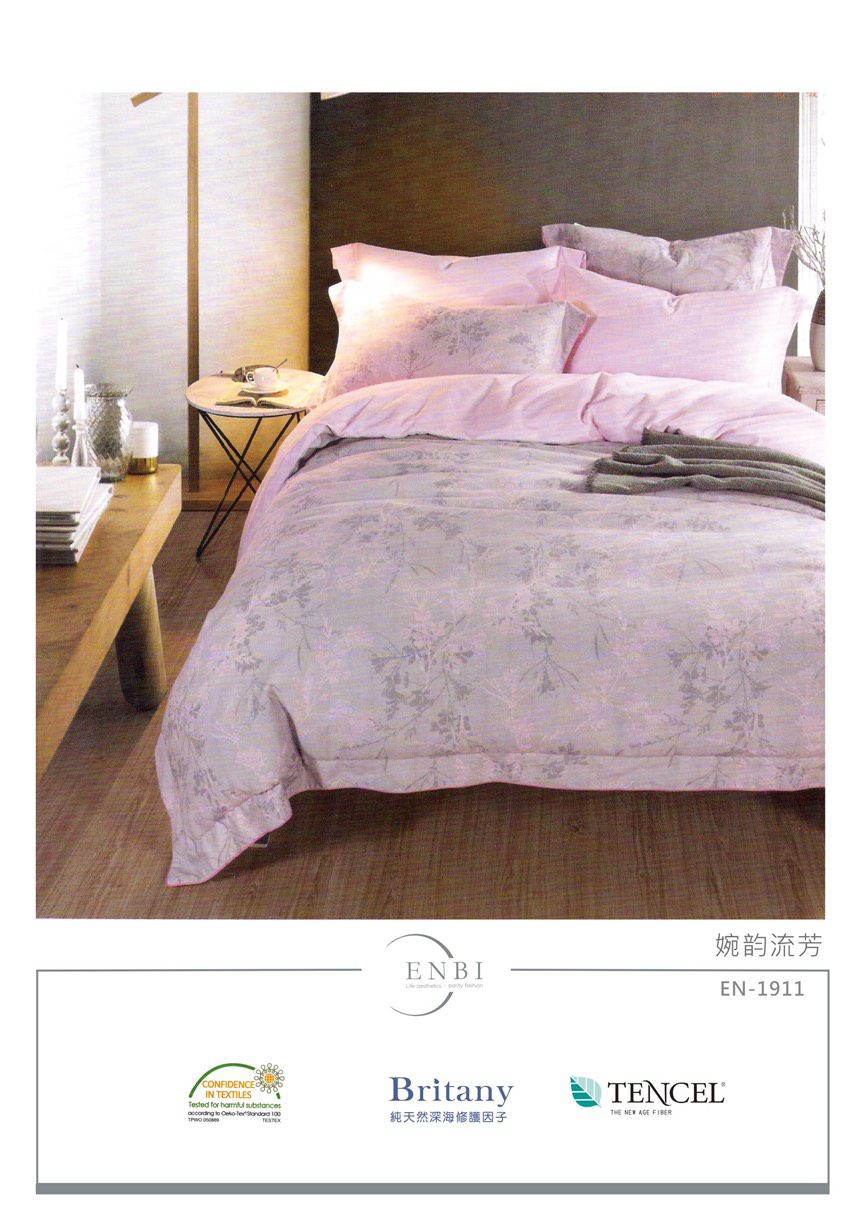 婉韵流芳
ENBI
Life aesthetics · purity fashion
EN-1911
CONFIDENCE
IN TEXTILES
Tested for harmful substances
according to Oeko-Tex® Standard 100
TPWO 050889 TESTEX
Britany
純天然深海修護因子
TENCEL®
THE NEW AGE FIBER